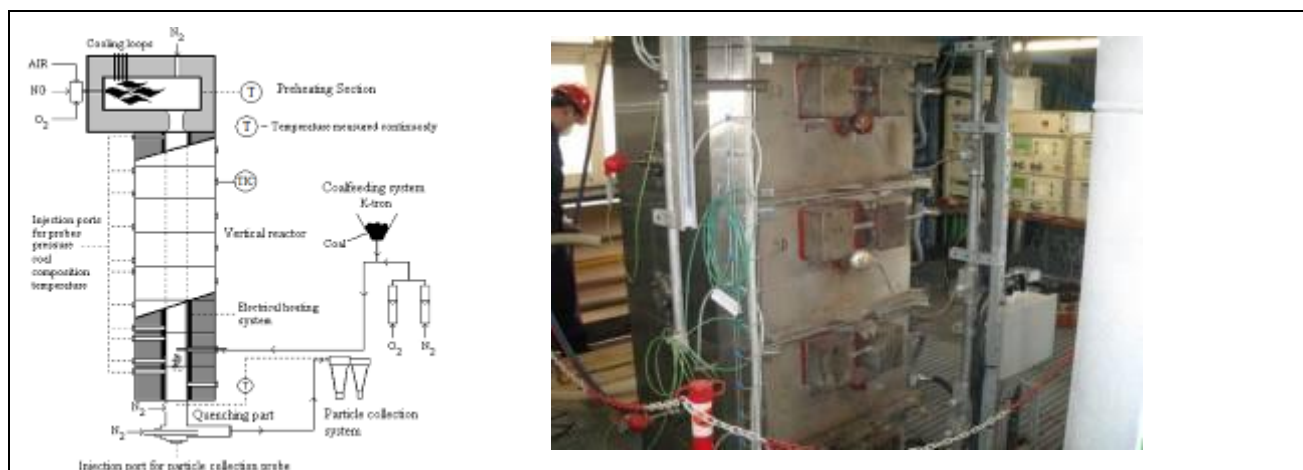 N2
Cooling loops
AIR
NG
O2
T
Preheating Section
T – Temperature measured continuously
Coalfeeding system
K-tron
Coal
Injection ports
for probes
pressure
coal
composition
temperature
Vertical reactor
Electrical heating
system
O2
N2
T
N2
Quenching part
Particle collection
system
N2
Injection port for particle collection probe